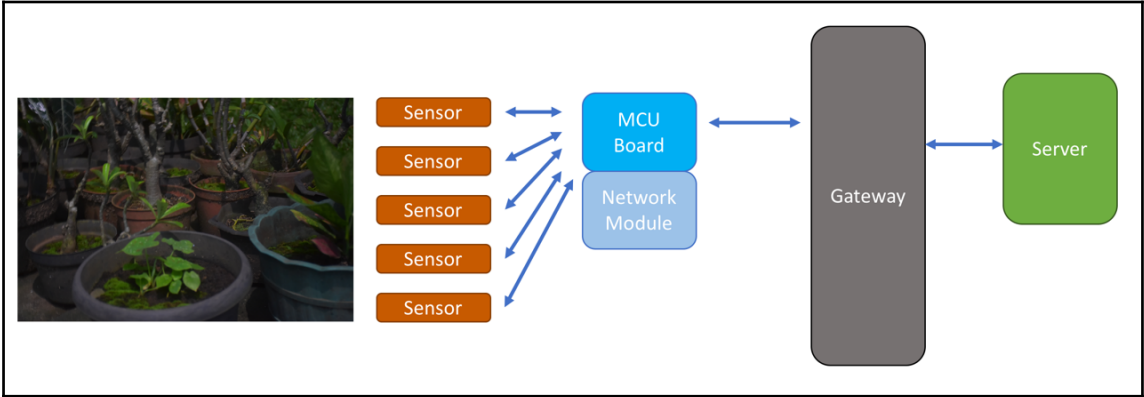 Sensor
Sensor
Sensor
Sensor
Sensor
MCU
Board
Network
Module
Gateway
Server